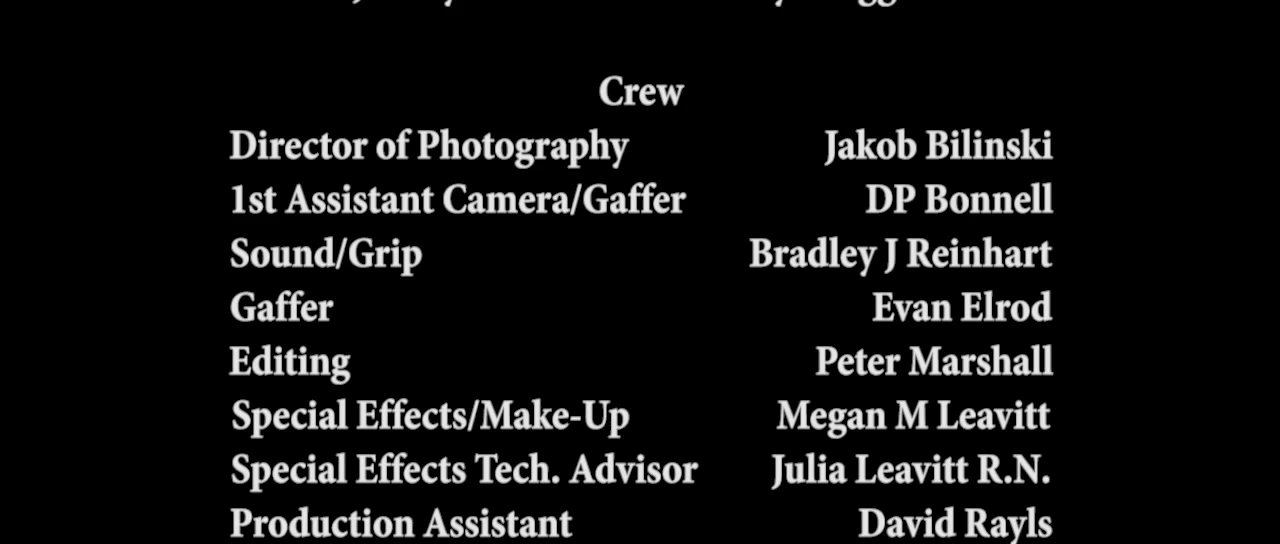 Crew
Director of Photography Jakob Bilinski
1st Assistant Camera/Gaffer DP Bonnell
Sound/Grip Bradley J Reinhart
Gaffer Evan Elrod
Editing Peter Marshall
Special Effects/Make-Up Megan M Leavitt
Special Effects Tech. Advisor Julia Leavitt R.N.
Production Assistant David Rayls